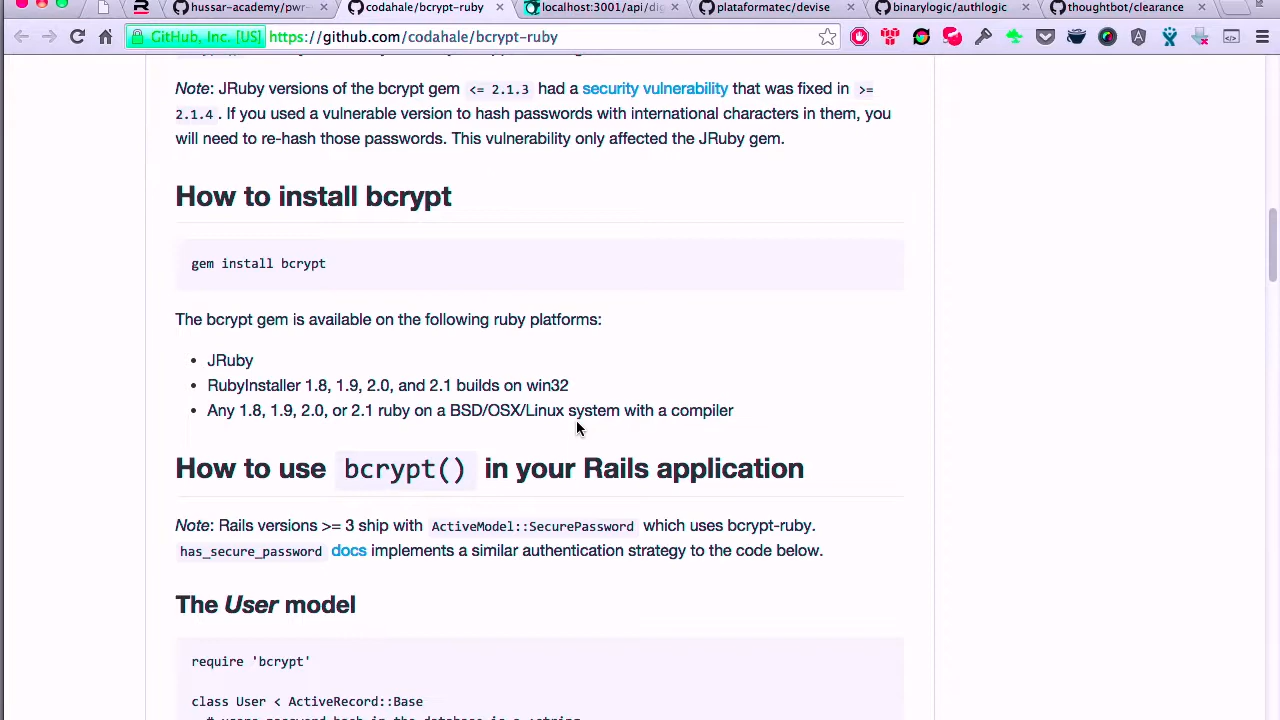 hussar-academy/pwr-
codahale/bcrypt-ruby
localhost:3001/api/dig
plataformatec/devise
binarylogic/authlogic
thoughtbot/clearance
GitHub, Inc. [US] https://github.com/codahale/bcrypt-ruby
Note: JRuby versions of the bcrypt gem <= 2.1.3 had a security vulnerability that was fixed in >=
2.1.4 . If you used a vulnerable version to hash passwords with international characters in them, you
will need to re-hash those passwords. This vulnerability only affected the JRuby gem.
How to install bcrypt
gem install bcrypt
The bcrypt gem is available on the following ruby platforms:
• JRuby
• RubyInstaller 1.8, 1.9, 2.0, and 2.1 builds on win32
• Any 1.8, 1.9, 2.0, or 2.1 ruby on a BSD/OSX/Linux system with a compiler
How to use bcrypt() in your Rails application
Note: Rails versions >= 3 ship with ActiveModel::SecurePassword which uses bcrypt-ruby.
has_secure_password docs implements a similar authentication strategy to the code below.
The User model
require 'bcrypt'
class User < ActiveRecord::Base
# users.password_hash in the database is a :string